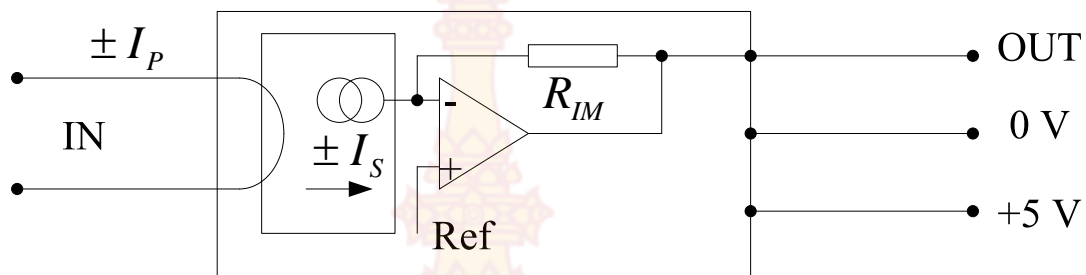 ± I_P
IN
± I_S
-
+
Ref
R_IM
OUT
0 V
+5 V